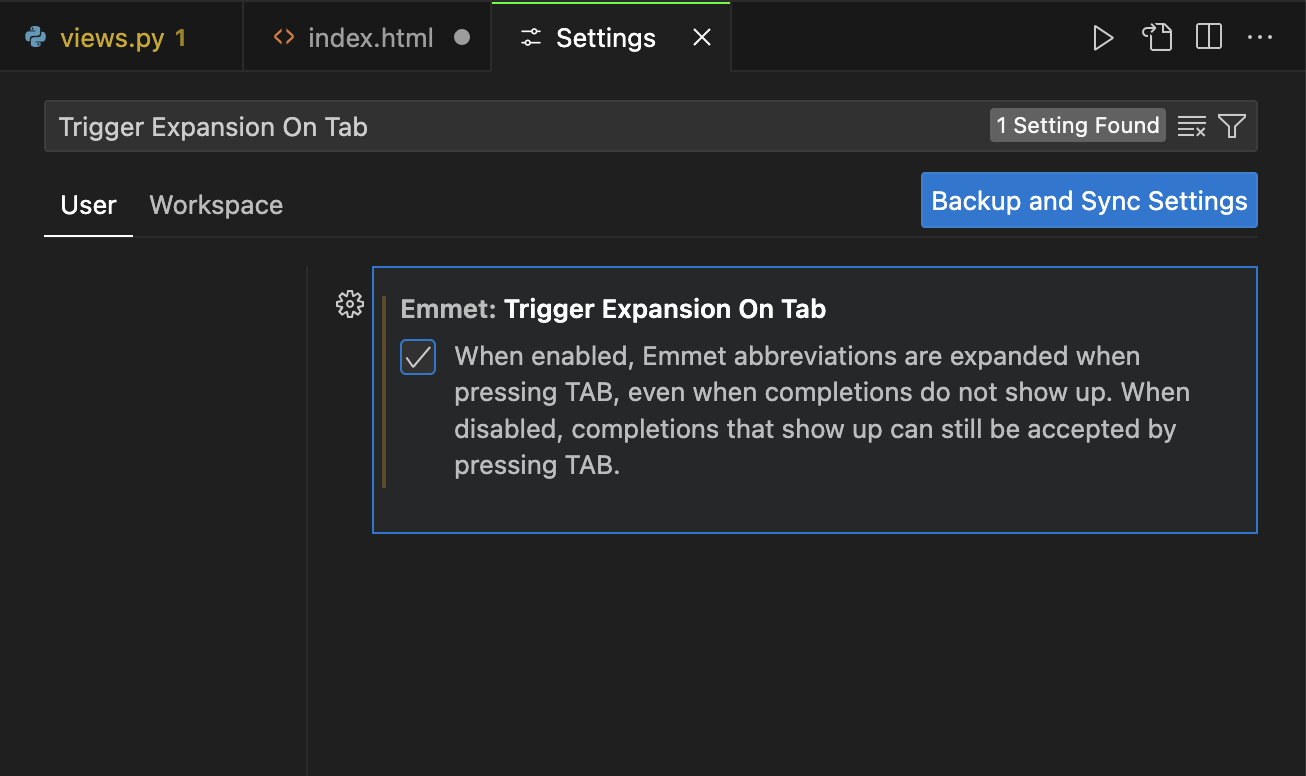 views.py 1
index.html
Settings
Trigger Expansion On Tab
1 Setting Found
User
Workspace
Backup and Sync Settings
Emmet: Trigger Expansion On Tab
When enabled, Emmet abbreviations are expanded when
pressing TAB, even when completions do not show up. When
disabled, completions that show up can still be accepted by
pressing TAB.